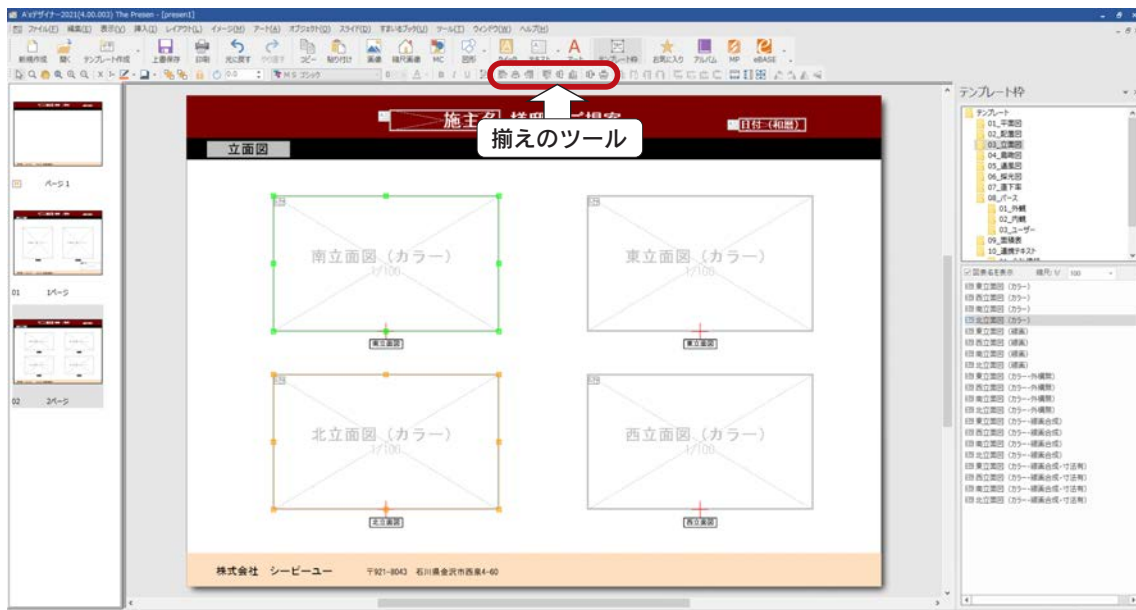 A'sデザイナー2021(4.00.003) The Presen - [present1]
ファイル(F) 編集(E) 表示(V) 挿入(I) レイアウト(L) イメージ(M) アート(A) オブジェクト(O) スライド(D) すまいるブック(U) ツール(T) ウインドウ(W) ヘルプ(H)
新規作成 開く テンプレート作成 上書保存 印刷 元に戻す やり直す コピー 貼り付け 画像 縮尺画像 MC 図形 テキスト アート テンプレート枠 お気に入り アルバム MP eBASE
0.0 MS ゴシック
揃えのツール
ページ1
01 1ページ
02 2ページ
施主名 様邸 ご提案
日付（和暦）
立面図
南立面図（カラー）
1/100
南立面図
東立面図（カラー）
1/100
東立面図
北立面図（カラー）
1/100
北立面図
西立面図（カラー）
1/100
西立面図
株式会社 シーピーユー 〒921-8043 石川県金沢市西泉4-60
テンプレート枠
テンプレート
01_平面図
02_配置図
03_立面図
04_鳥瞰図
05_通風図
06_採光図
07_直下率
08_パース
01_外観
02_内観
03_ユーザー
09_面積表
10_連携テキスト
図表名を表示 縮尺: 1/ 100
東立面図（カラー）
西立面図（カラー）
南立面図（カラー）
北立面図（カラー）
東立面図（線画）
西立面図（線画）
南立面図（線画）
北立面図（線画）
東立面図（カラー-外構無）
西立面図（カラー-外構無）
南立面図（カラー-外構無）
北立面図（カラー-外構無）
東立面図（カラー-線画合成）
西立面図（カラー-線画合成）
南立面図（カラー-線画合成）
北立面図（カラー-線画合成）
東立面図（カラー-線画合成-寸法有）
西立面図（カラー-線画合成-寸法有）
南立面図（カラー-線画合成-寸法有）
北立面図（カラー-線画合成-寸法有）